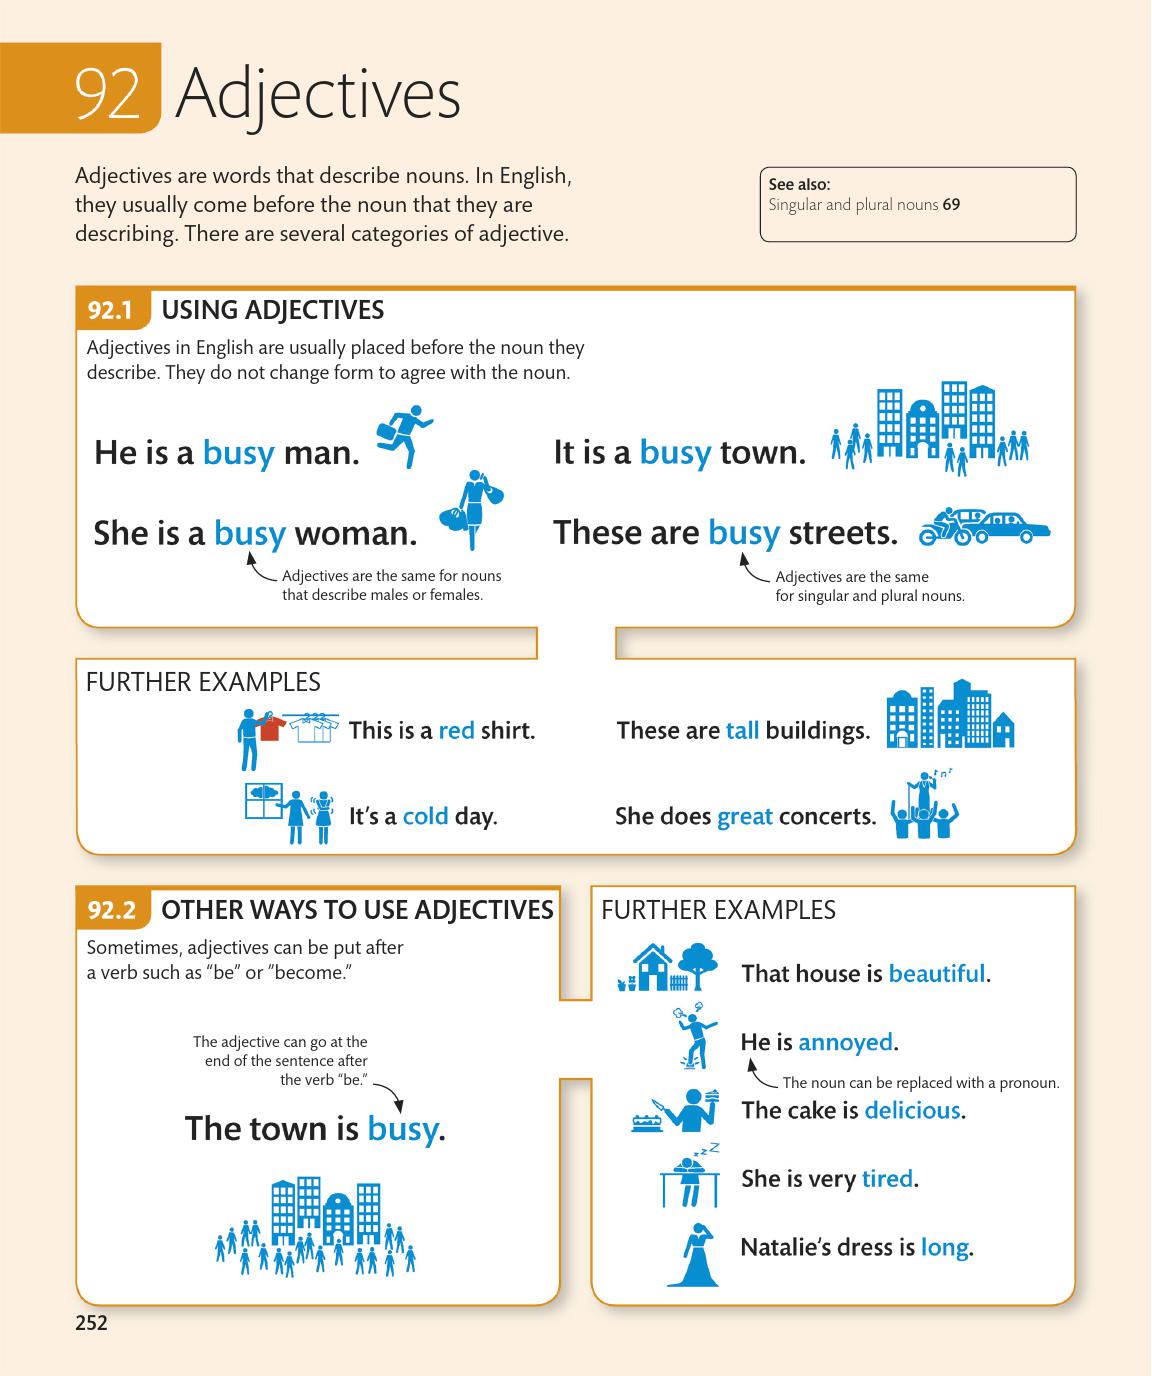 92 Adjectives
Adjectives are words that describe nouns. In English,
they usually come before the noun that they are
describing. There are several categories of adjective.
See also:
Singular and plural nouns 69
92.1 USING ADJECTIVES
Adjectives in English are usually placed before the noun they
describe. They do not change form to agree with the noun.
He is a busy man.
She is a busy woman.
Adjectives are the same for nouns
that describe males or females.
It is a busy town.
These are busy streets.
Adjectives are the same
for singular and plural nouns.
FURTHER EXAMPLES
This is a red shirt.
These are tall buildings.
It’s a cold day.
She does great concerts.
92.2 OTHER WAYS TO USE ADJECTIVES
Sometimes, adjectives can be put after
a verb such as “be” or “become.”
The adjective can go at the
end of the sentence after
the verb “be.”
The town is busy.
FURTHER EXAMPLES
That house is beautiful.
He is annoyed.
The noun can be replaced with a pronoun.
The cake is delicious.
zzZ
She is very tired.
Natalie’s dress is long.
252